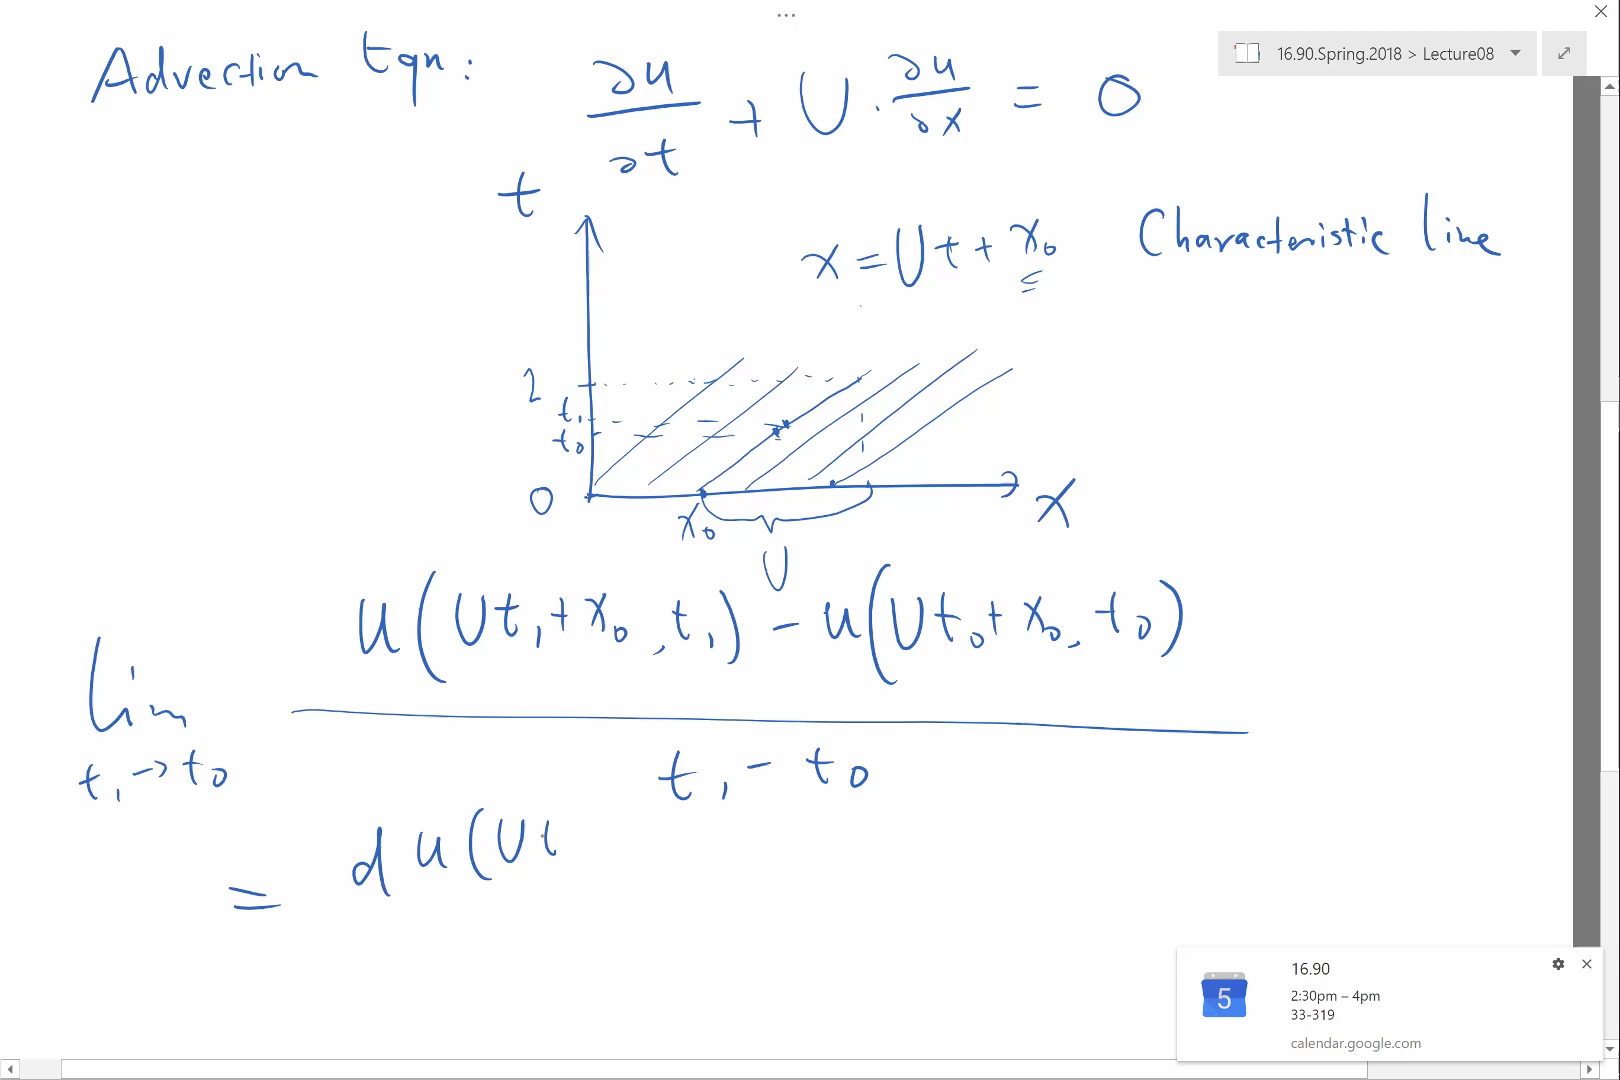 ...
16.90.Spring.2018 > Lecture08
Advection Eqn: ∂u/∂t + U · ∂u/∂x = 0
t
x = Ut + x₀ Characteristic line
t₁
t₀
0
x₀
x
U
lim t₁→t₀ (u(Ut₁ + x₀, t₁) - u(Ut₀ + x₀, t₀)) / (t₁ - t₀)
= du(Ut
16.90
5
2:30pm – 4pm
33-319
calendar.google.com